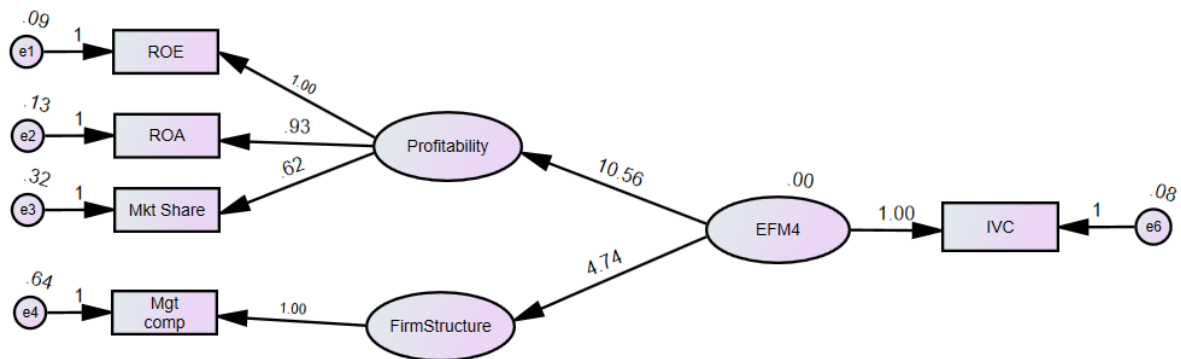 .09
e1
1
ROE
1.00
.13
e2
1
ROA
.93
Profitability
.62
.32
e3
1
Mkt Share
10.56
.00
EFM4
1.00
IVC
1
.08
e6
4.74
.64
e4
1
Mgt
comp
1.00
FirmStructure